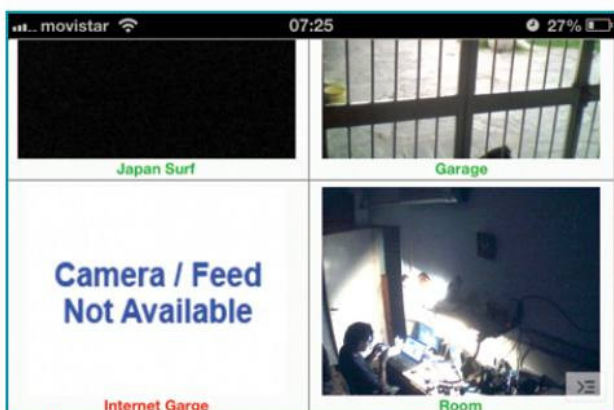 movistar 07:25 27%
Japan Surf
Garage
Camera / Feed
Not Available
Internet Garge
Room